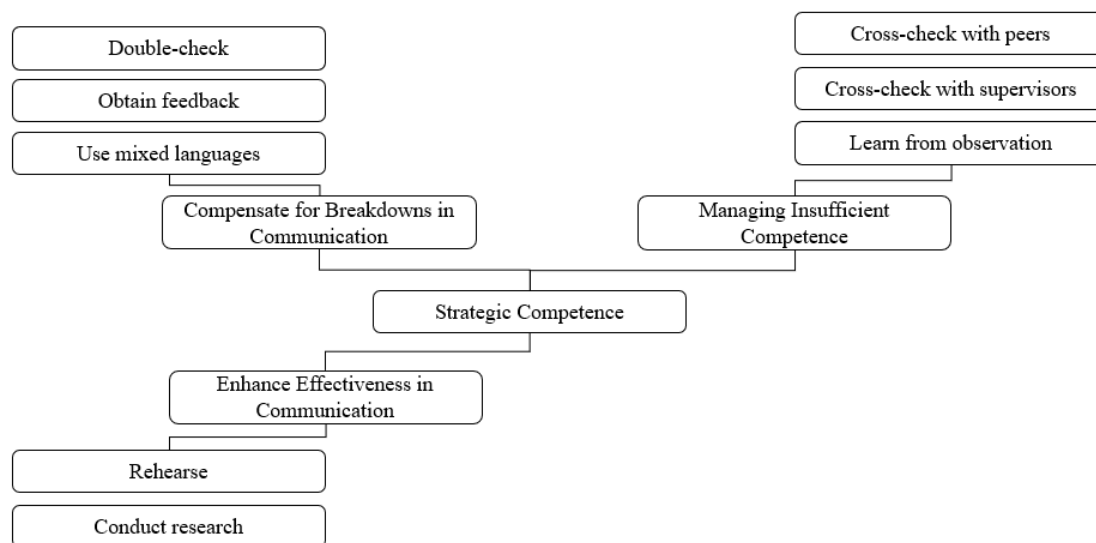 Double-check
Obtain feedback
Use mixed languages
Cross-check with peers
Cross-check with supervisors
Learn from observation
Compensate for Breakdowns in
Communication
Managing Insufficient
Competence
Strategic Competence
Enhance Effectiveness in
Communication
Rehearse
Conduct research